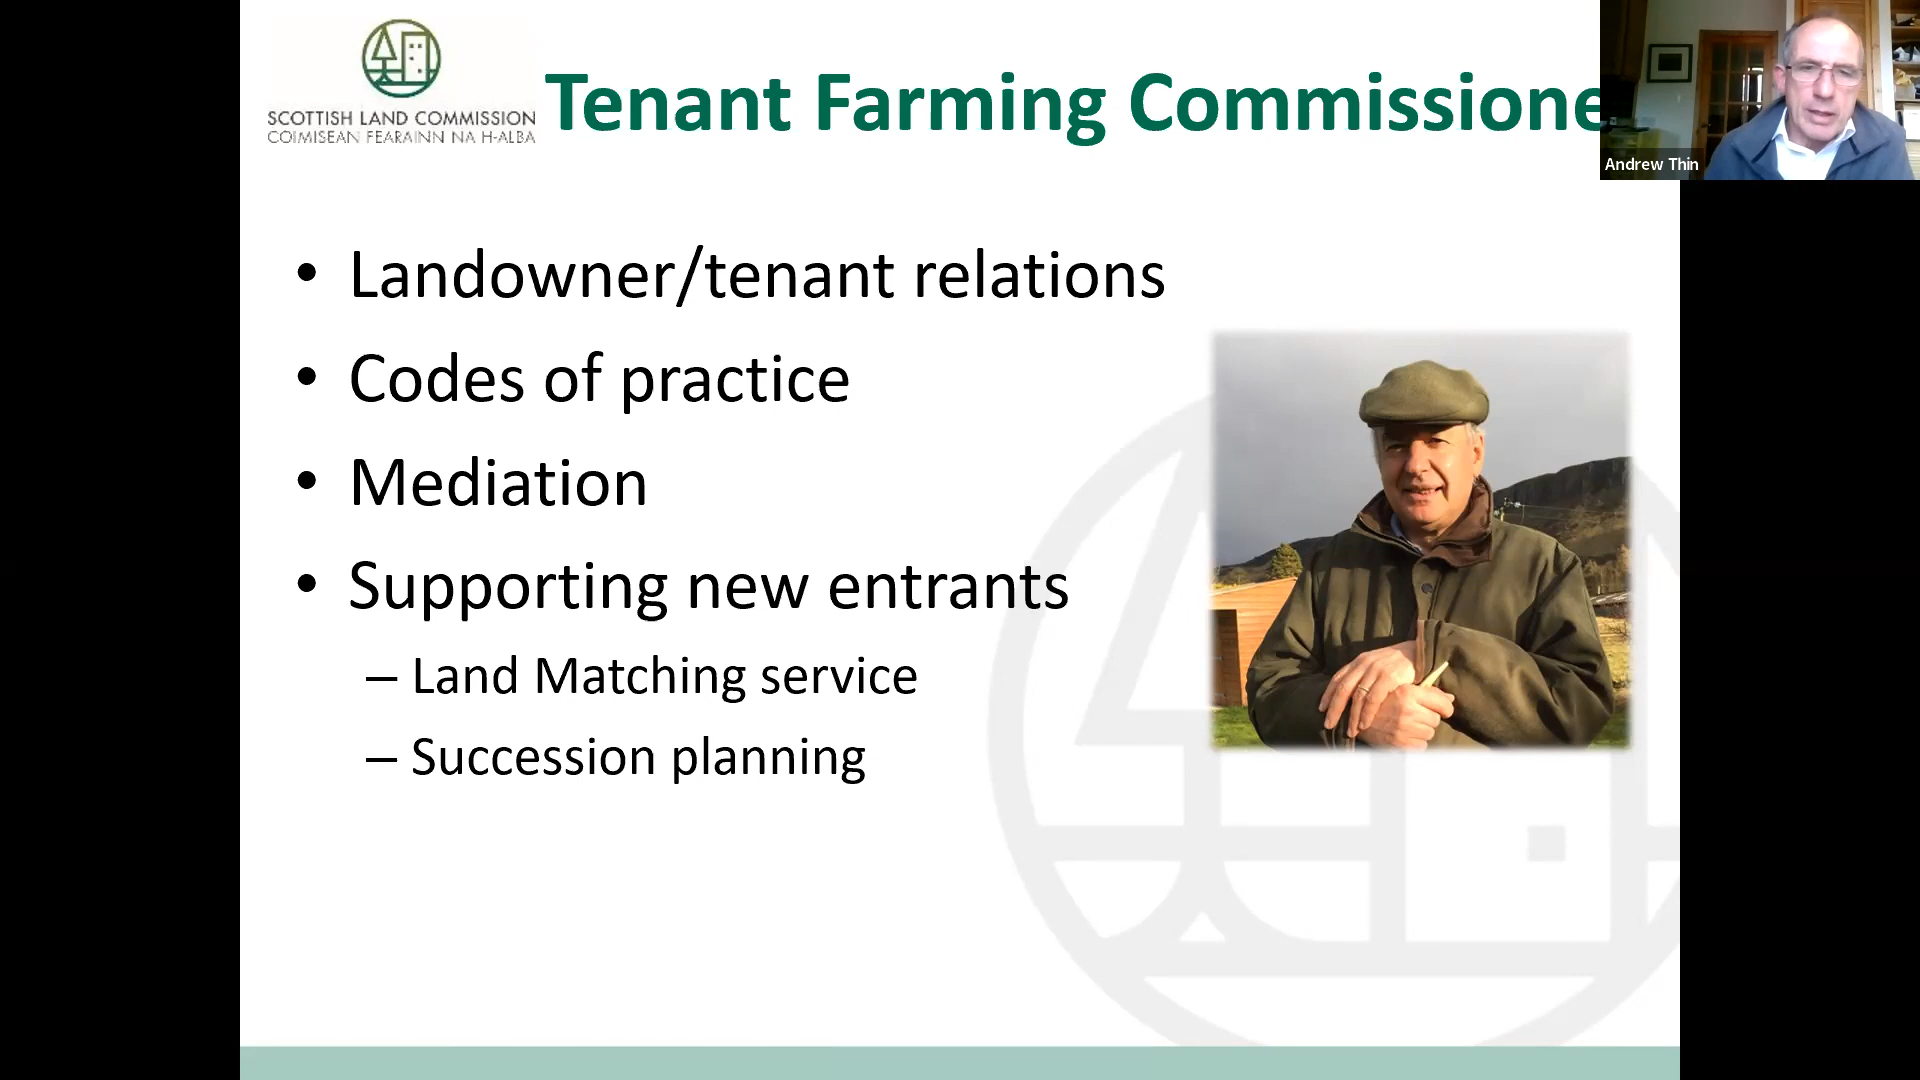 SCOTTISH LAND COMMISSION
COIMISEAN FEARAINN NA H-ALBA
Tenant Farming Commissione
Andrew Thin
• Landowner/tenant relations
• Codes of practice
• Mediation
• Supporting new entrants
– Land Matching service
– Succession planning